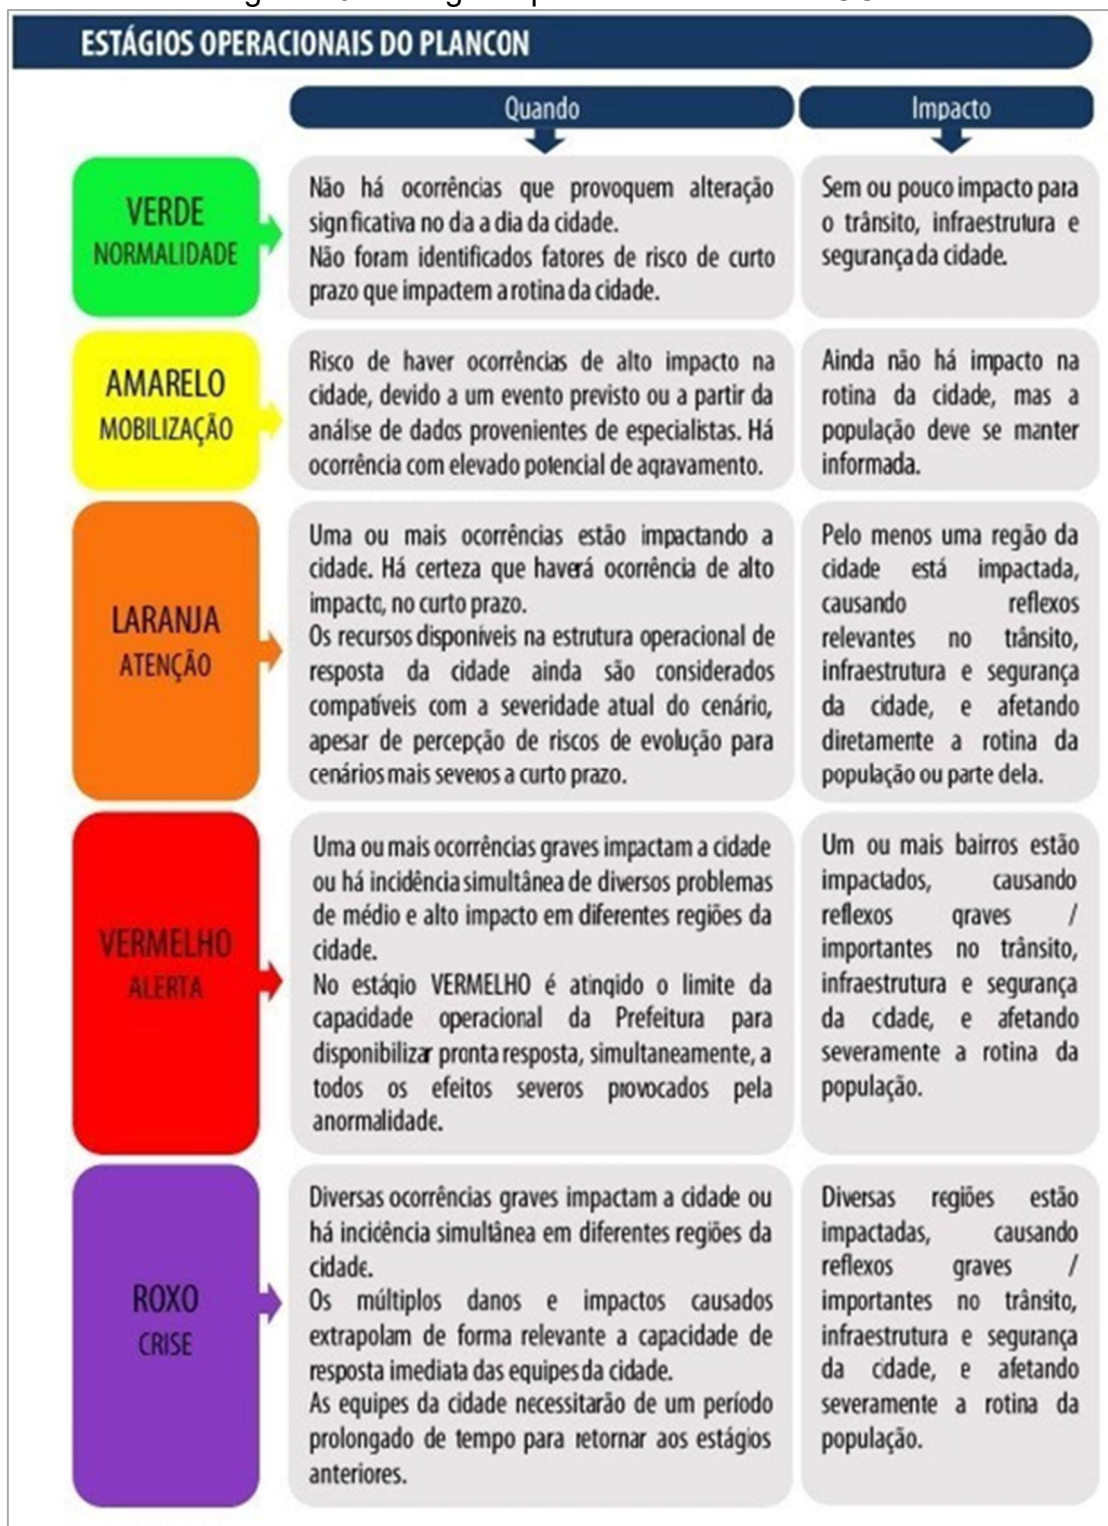 ESTÁGIOS OPERACIONAIS DO PLANCON
Quando
Impacto
VERDE
NORMALIDADE
Não há ocorrências que provoquem alteração
significativa no dia a dia da cidade.
Não foram identificados fatores de risco de curto
prazo que impactem a rotina da cidade.
Sem ou pouco impacto para
o trânsito, infraestrutura e
segurança da cidade.
AMARELO
MOBILIZAÇÃO
Risco de haver ocorrências de alto impacto na
cidade, devido a um evento previsto ou a partir da
análise de dados provenientes de especialistas. Há
ocorrência com elevado potencial de agravamento.
Ainda não há impacto na
rotina da cidade, mas a
população deve se manter
informada.
LARANJA
ATENÇÃO
Uma ou mais ocorrências estão impactando a
cidade. Há certeza que haverá ocorrência de alto
impacto, no curto prazo.
Os recursos disponíveis na estrutura operacional de
resposta da cidade ainda são considerados
compatíveis com a severidade atual do cenário,
apesar de percepção de riscos de evolução para
cenários mais severos a curto prazo.
Pelo menos uma região da
cidade está impactada,
causando reflexos
relevantes no trânsito,
infraestrutura e segurança
da cidade, e afetando
diretamente a rotina da
população ou parte dela.
VERMELHO
ALERTA
Uma ou mais ocorrências graves impactam a cidade
ou há incidência simultânea de diversos problemas
de médio e alto impacto em diferentes regiões da
cidade.
No estágio VERMELHO é atingido o limite da
capacidade operacional da Prefeitura para
disponibilizar pronta resposta, simultaneamente, a
todos os efeitos severos provocados pela
anormalidade.
Um ou mais bairros estão
impactados, causando
reflexos graves /
importantes no trânsito,
infraestrutura e segurança
da cidade, e afetando
severamente a rotina da
população.
ROXO
CRISE
Diversas ocorrências graves impactam a cidade ou
há incidência simultânea em diferentes regiões da
cidade.
Os múltiplos danos e impactos causados
extrapolam de forma relevante a capacidade de
resposta imediata das equipes da cidade.
As equipes da cidade necessitarão de um período
prolongado de tempo para retornar aos estágios
anteriores.
Diversas regiões estão
impactadas, causando
reflexos graves /
importantes no trânsito,
infraestrutura e segurança
da cidade, e afetando
severamente a rotina da
população.